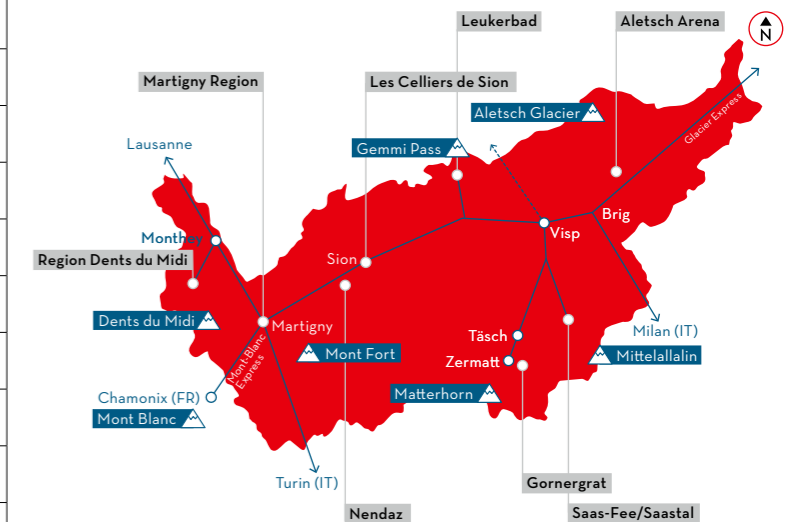 Leukerbad
Aletsch Arena
N
Martigny Region
Les Celliers de Sion
Glacier Express
Aletsch Glacier
Lausanne
Gemmi Pass
Brig
Visp
Monthey
Region Dents du Midi
Sion
Dents du Midi
Martigny
Milan (IT)
Täsch
Mont-Blanc
Express
Mont Fort
Zermatt
Mittelallalin
Chamonix (FR)
Matterhorn
Mont Blanc
Turin (IT)
Gornergrat
Nendaz
Saas-Fee/Saastal